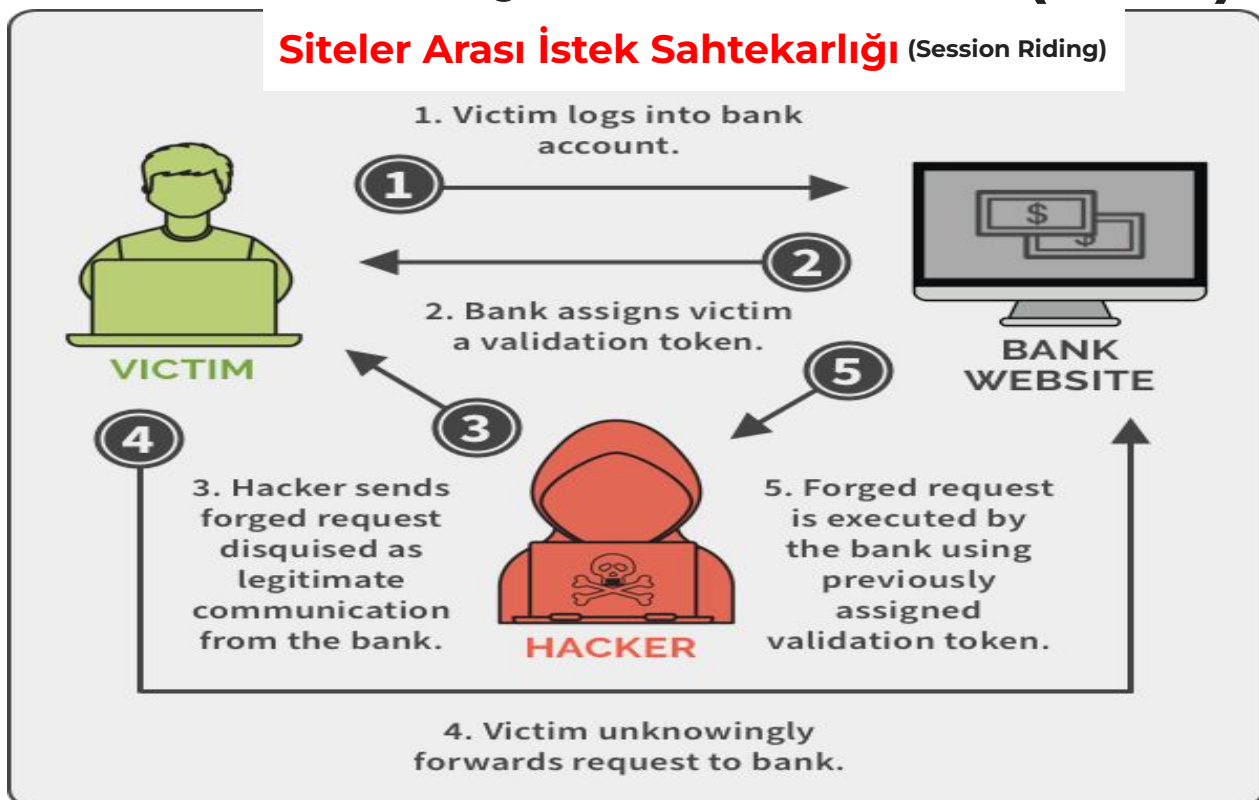 Siteler Arası İstek Sahtekarlığı (Session Riding)
1. Victim logs into bank
account.
1
$
$
2
2. Bank assigns victim
a validation token.
VICTIM
BANK
WEBSITE
5
3
4
3. Hacker sends
forged request
disquised as
legitimate
communication
from the bank.
5. Forged request
is executed by
the bank using
previously
assigned
validation token.
HACKER
4. Victim unknowingly
forwards request to bank.